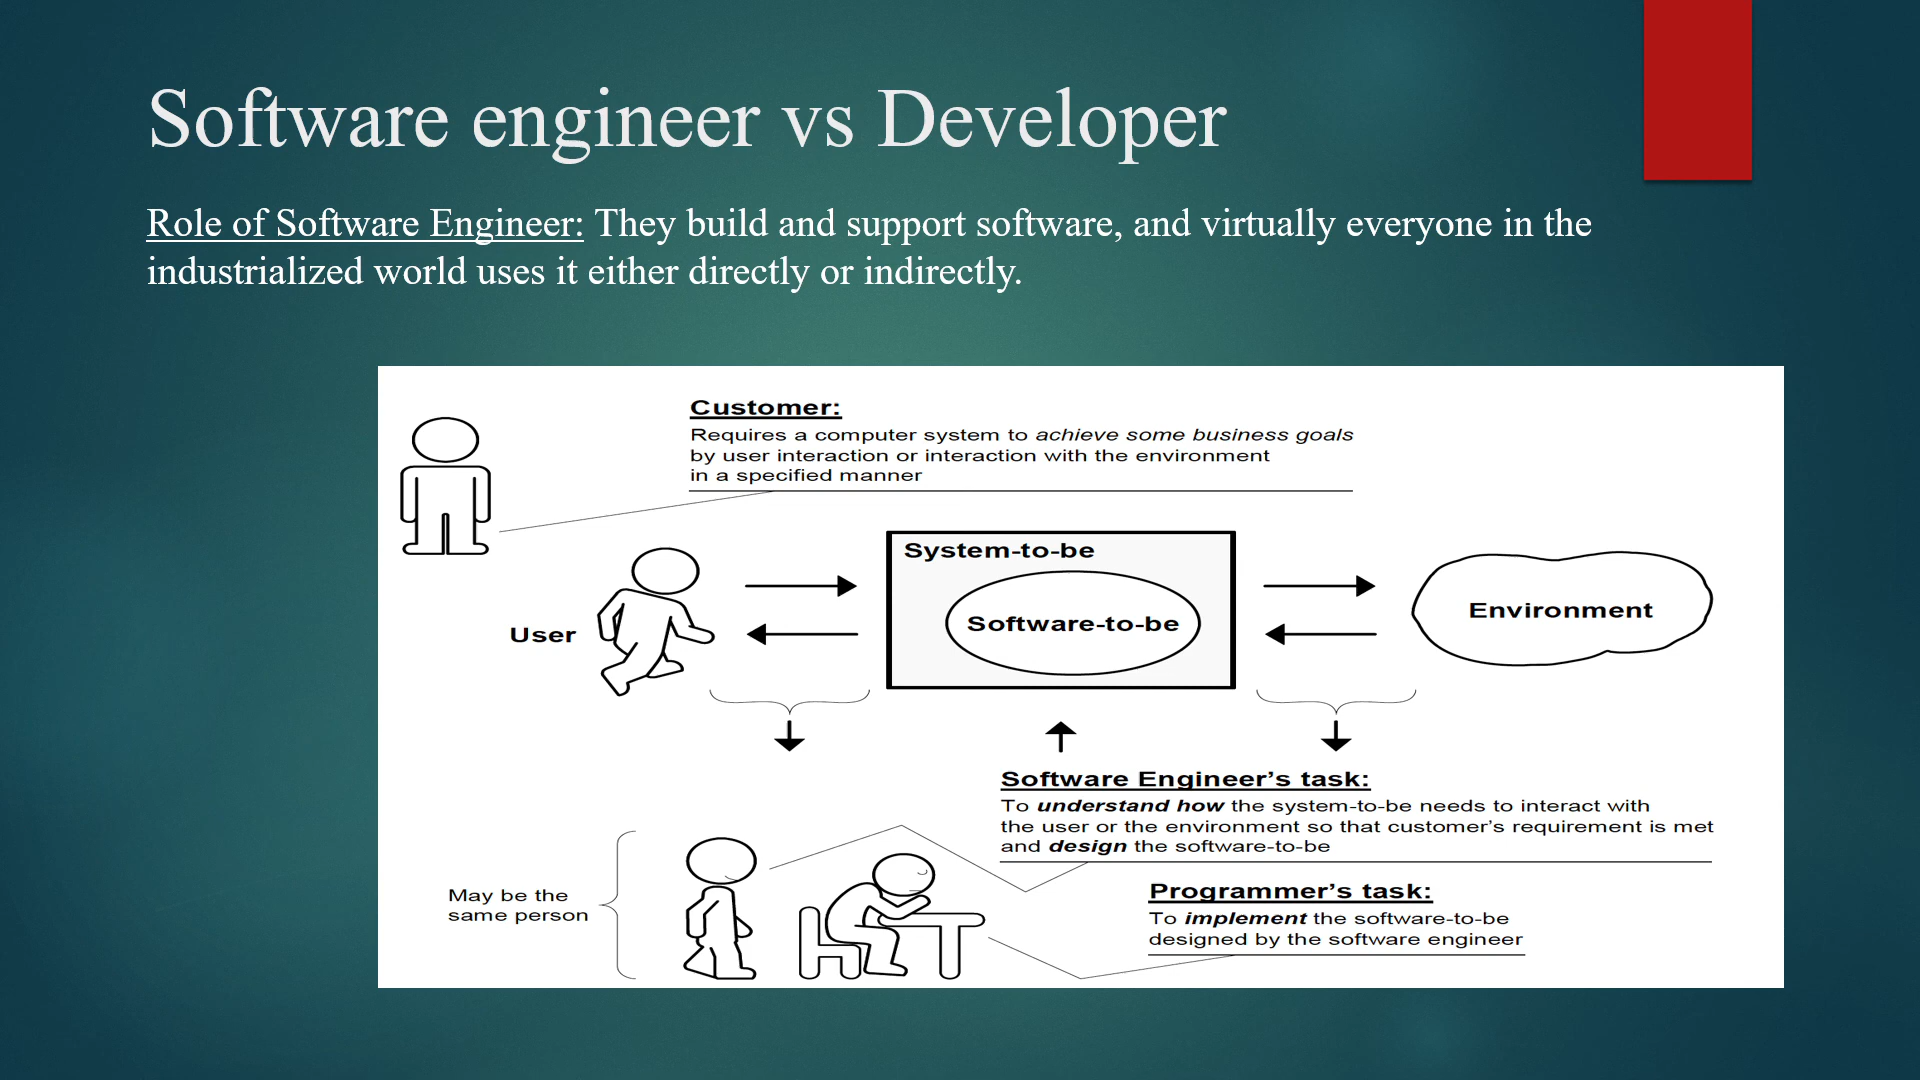 Software engineer vs Developer
Role of Software Engineer: They build and support software, and virtually everyone in the
industrialized world uses it either directly or indirectly.
Customer:
Requires a computer system to achieve some business goals
by user interaction or interaction with the environment
in a specified manner
System-to-be
Software-to-be
User
Environment
Software Engineer’s task:
To understand how the system-to-be needs to interact with
the user or the environment so that customer’s requirement is met
and design the software-to-be
May be the
same person
Programmer’s task:
To implement the software-to-be
designed by the software engineer